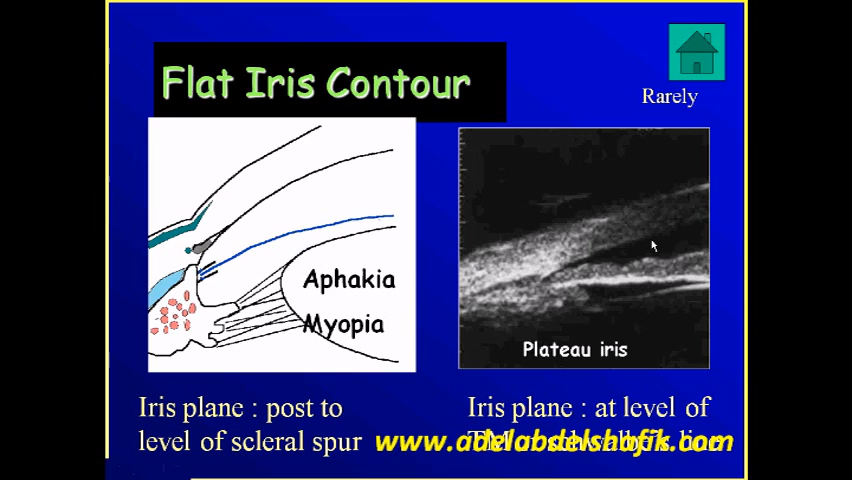 Flat Iris Contour
Rarely
Aphakia
Myopia
Plateau iris
Iris plane : post to
level of scleral spur
Iris plane : at level of
TM
www.adelabdelshafik.com